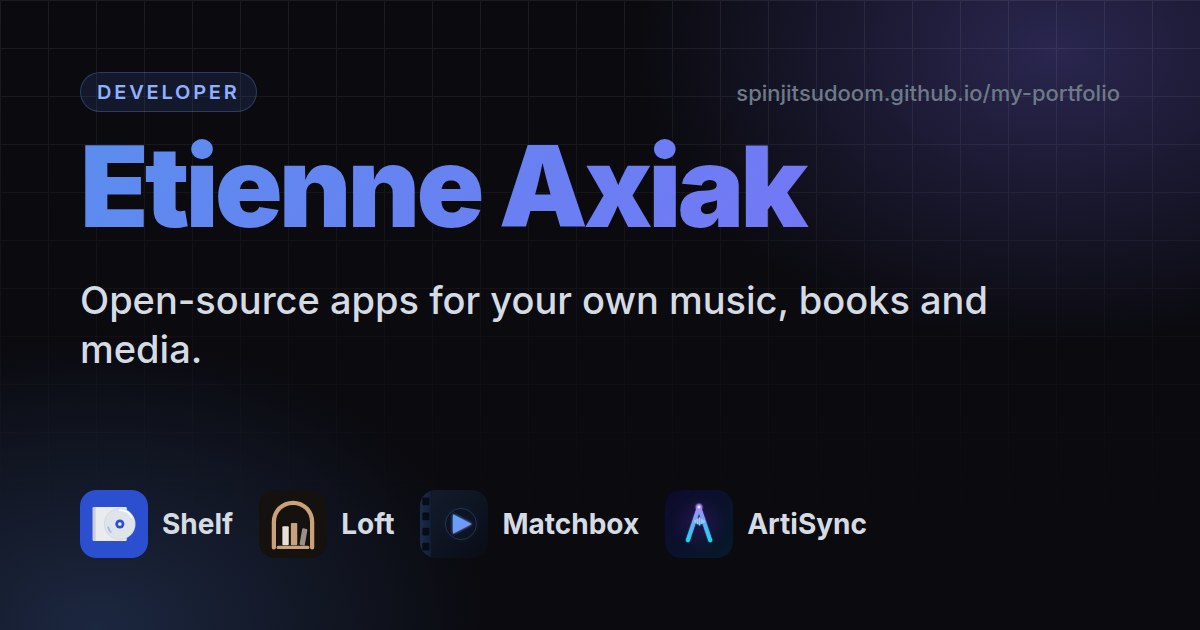 DEVELOPER
spinjitsudoom.github.io/my-portfolio
Etienne Axiak
Open-source apps for your own music, books and
media.
Shelf
Loft
Matchbox
ArtiSync